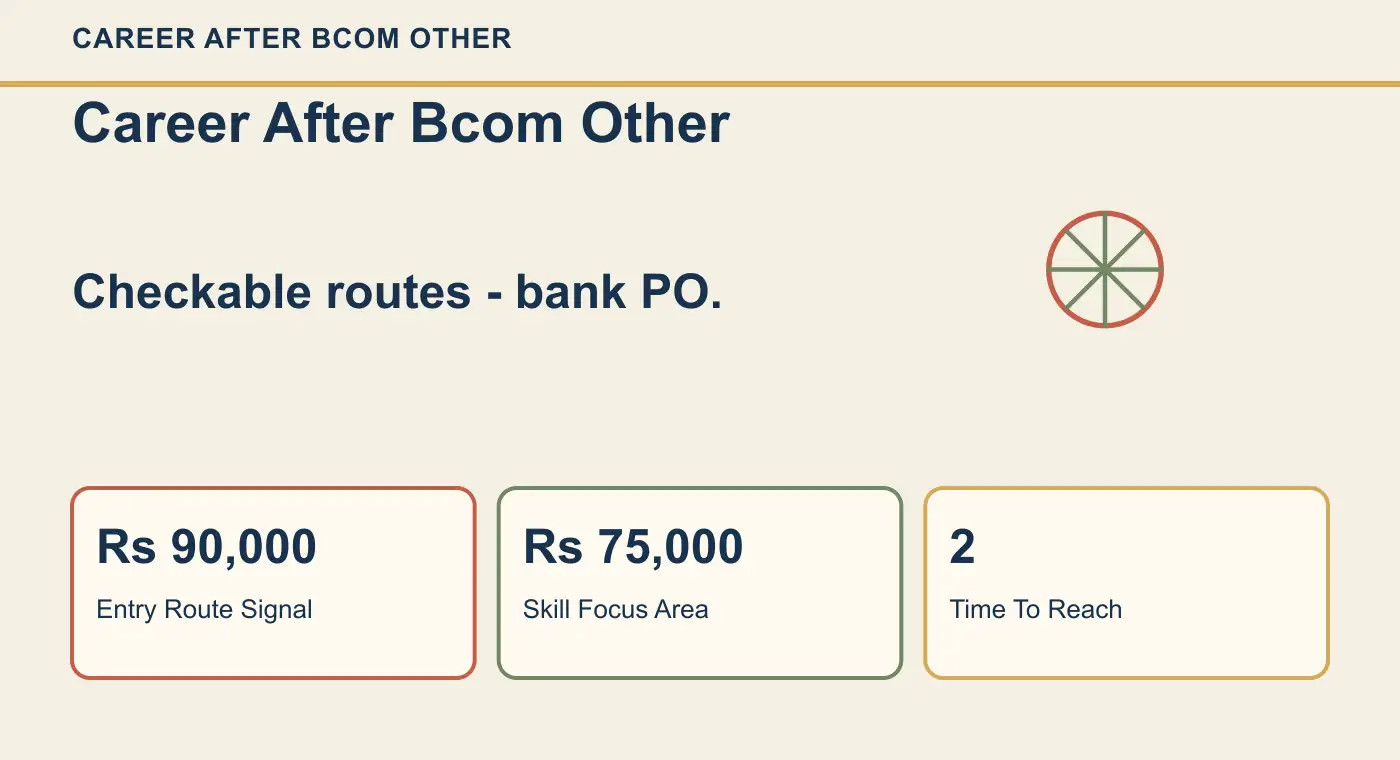 CAREER AFTER BCOM OTHER
Career After Bcom Other
Checkable routes - bank PO.
Rs 90,000
Entry Route Signal
Rs 75,000
Skill Focus Area
2
Time To Reach